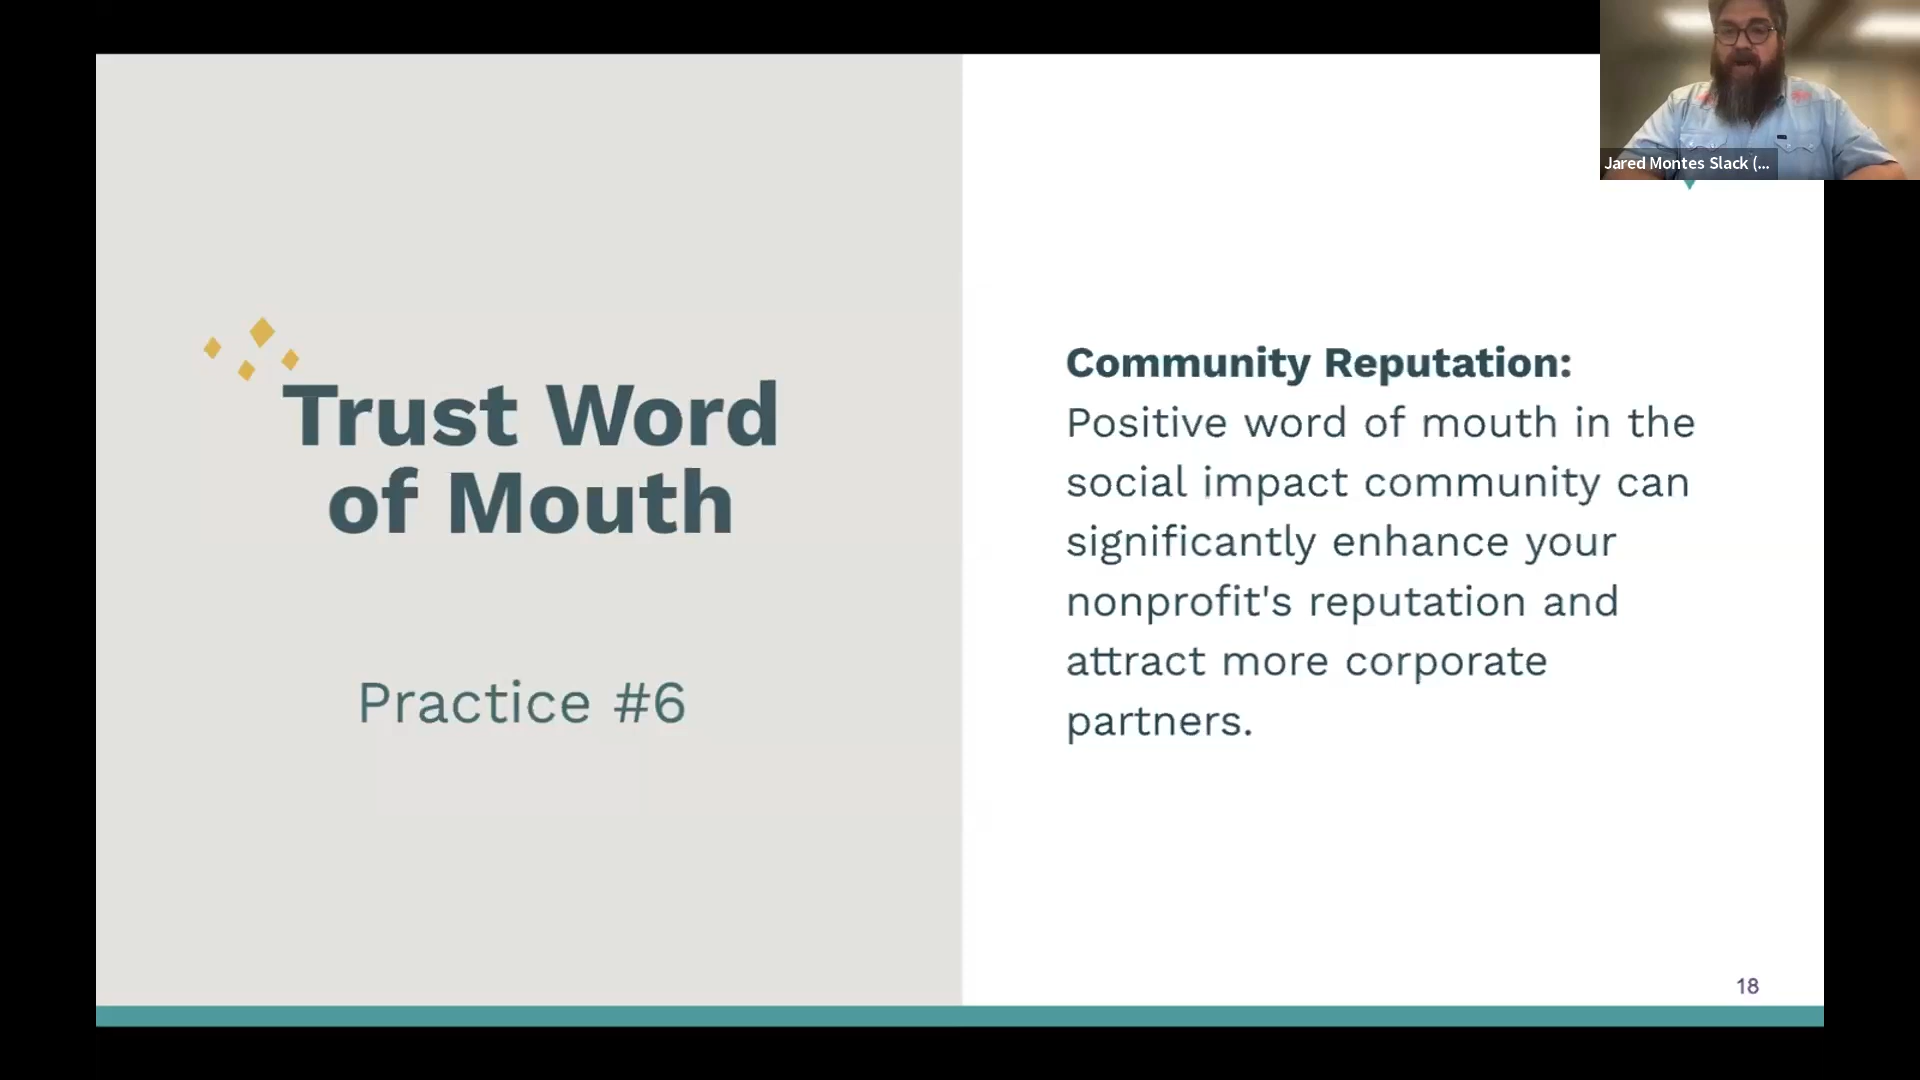 Jared Montes Slack (...
Trust Word
of Mouth
Practice #6
Community Reputation:
Positive word of mouth in the
social impact community can
significantly enhance your
nonprofit's reputation and
attract more corporate
partners.
18